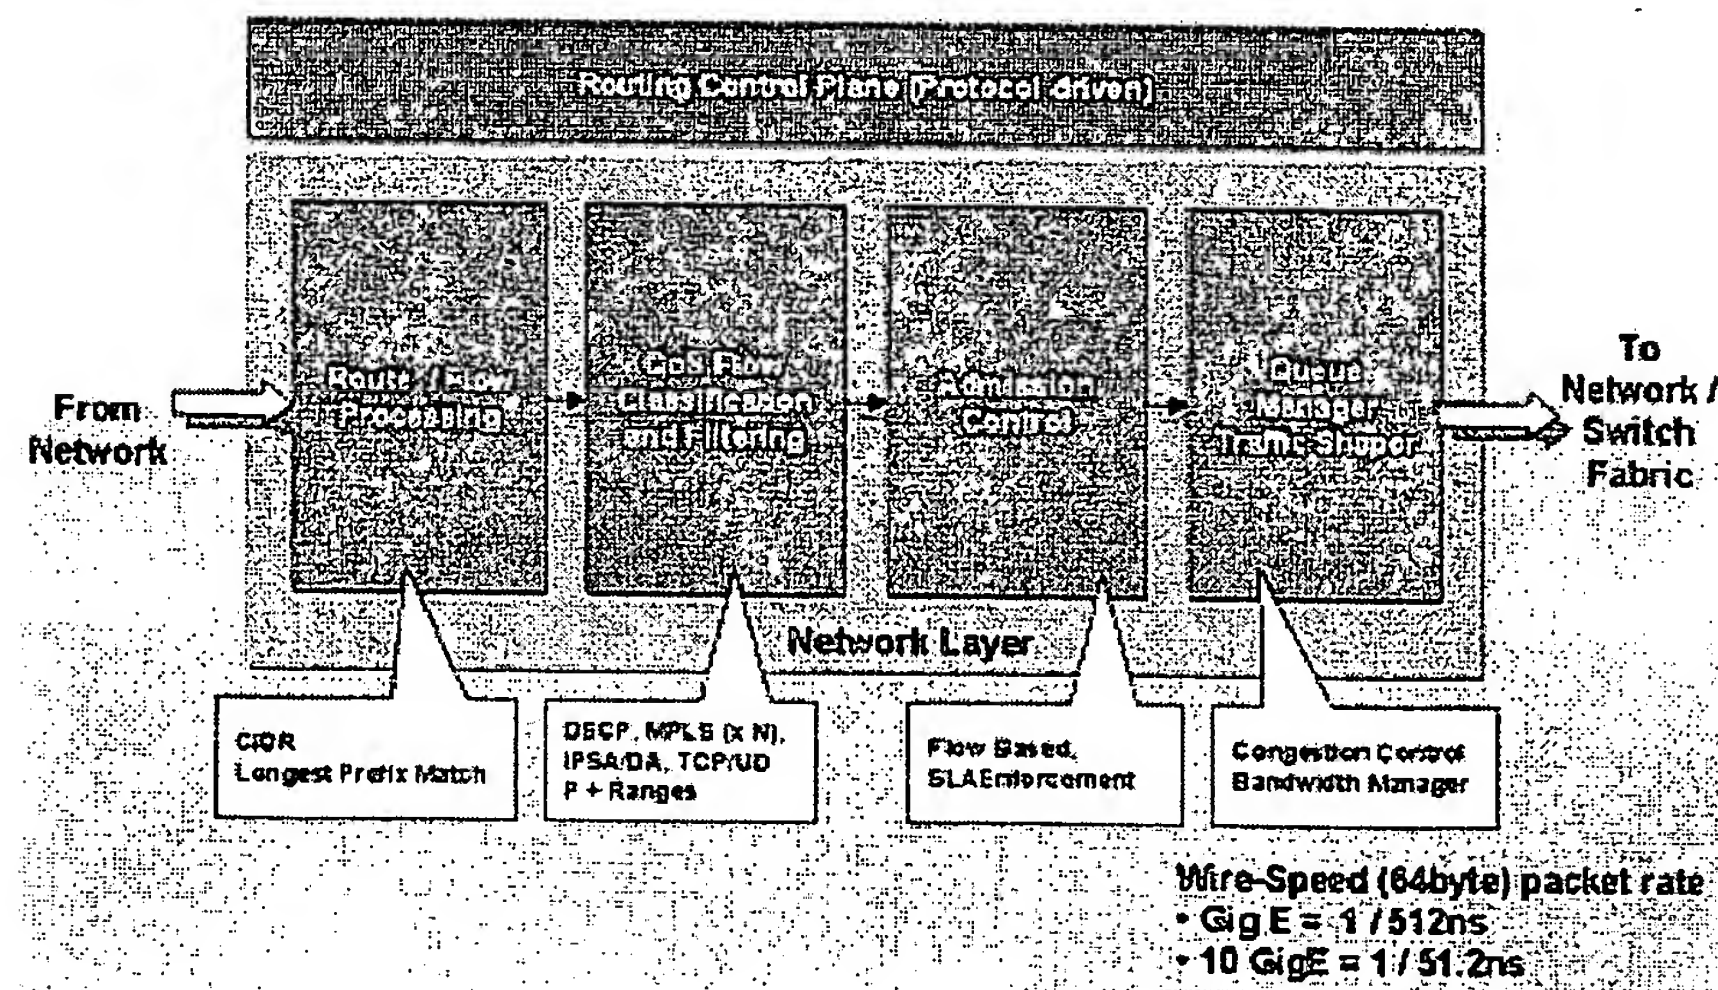 Routing Control Plane (Protocol driven)
From
Network
Route / Flow
Processing
QoS Flow
Classification
and Filtering
Admission
Control
Queue
Manager
Traffic Shaper
To
Network /
Switch
Fabric
Network Layer
CIDR
Longest Prefix Match
DSCP, MPLS (x N),
IPSA/DA, TCP/UD
P + Ranges
Flow Based,
SLAEnforcement
Congestion Control
Bandwidth Manager
Wire-Speed (64byte) packet rate
• Gig E = 1 / 512ns
• 10 GigE = 1 / 51.2ns